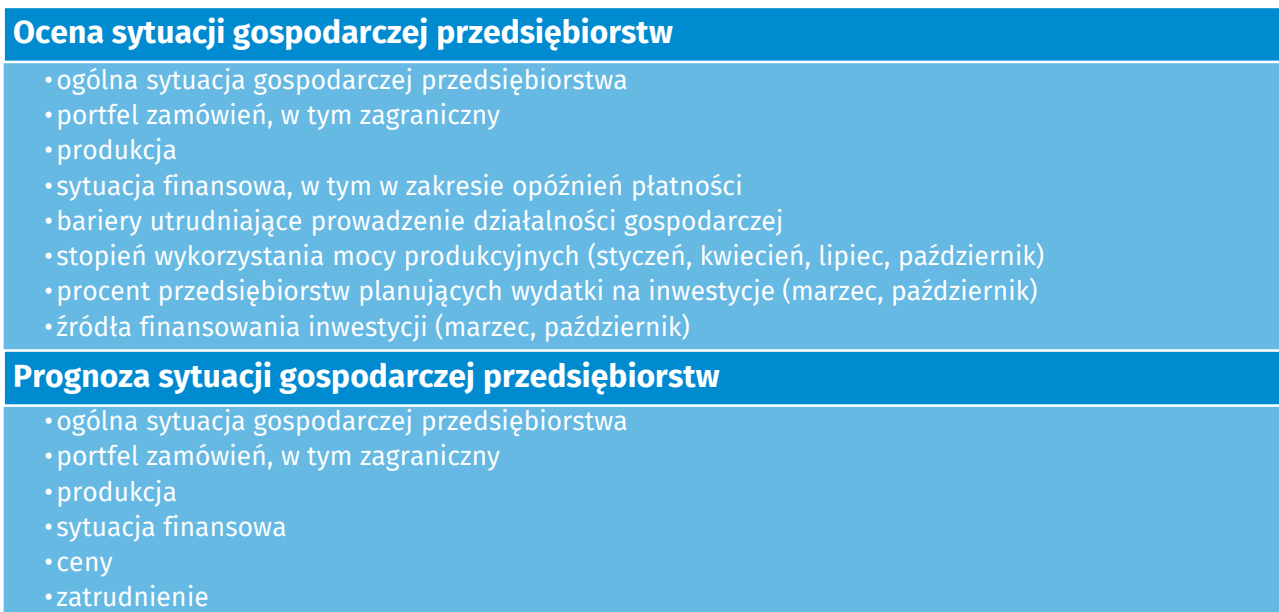 Ocena sytuacji gospodarczej przedsiębiorstw
•ogólna sytuacja gospodarczej przedsiębiorstwa
•portfel zamówień, w tym zagraniczny
•produkcja
•sytuacja finansowa, w tym w zakresie opóźnień płatności
•bariery utrudniające prowadzenie działalności gospodarczej
•stopień wykorzystania mocy produkcyjnych (styczeń, kwiecień, lipiec, październik)
•procent przedsiębiorstw planujących wydatki na inwestycje (marzec, październik)
•źródła finansowania inwestycji (marzec, październik)
Prognoza sytuacji gospodarczej przedsiębiorstw
•ogólna sytuacja gospodarczej przedsiębiorstwa
•portfel zamówień, w tym zagraniczny
•produkcja
•sytuacja finansowa
•ceny
•zatrudnienie